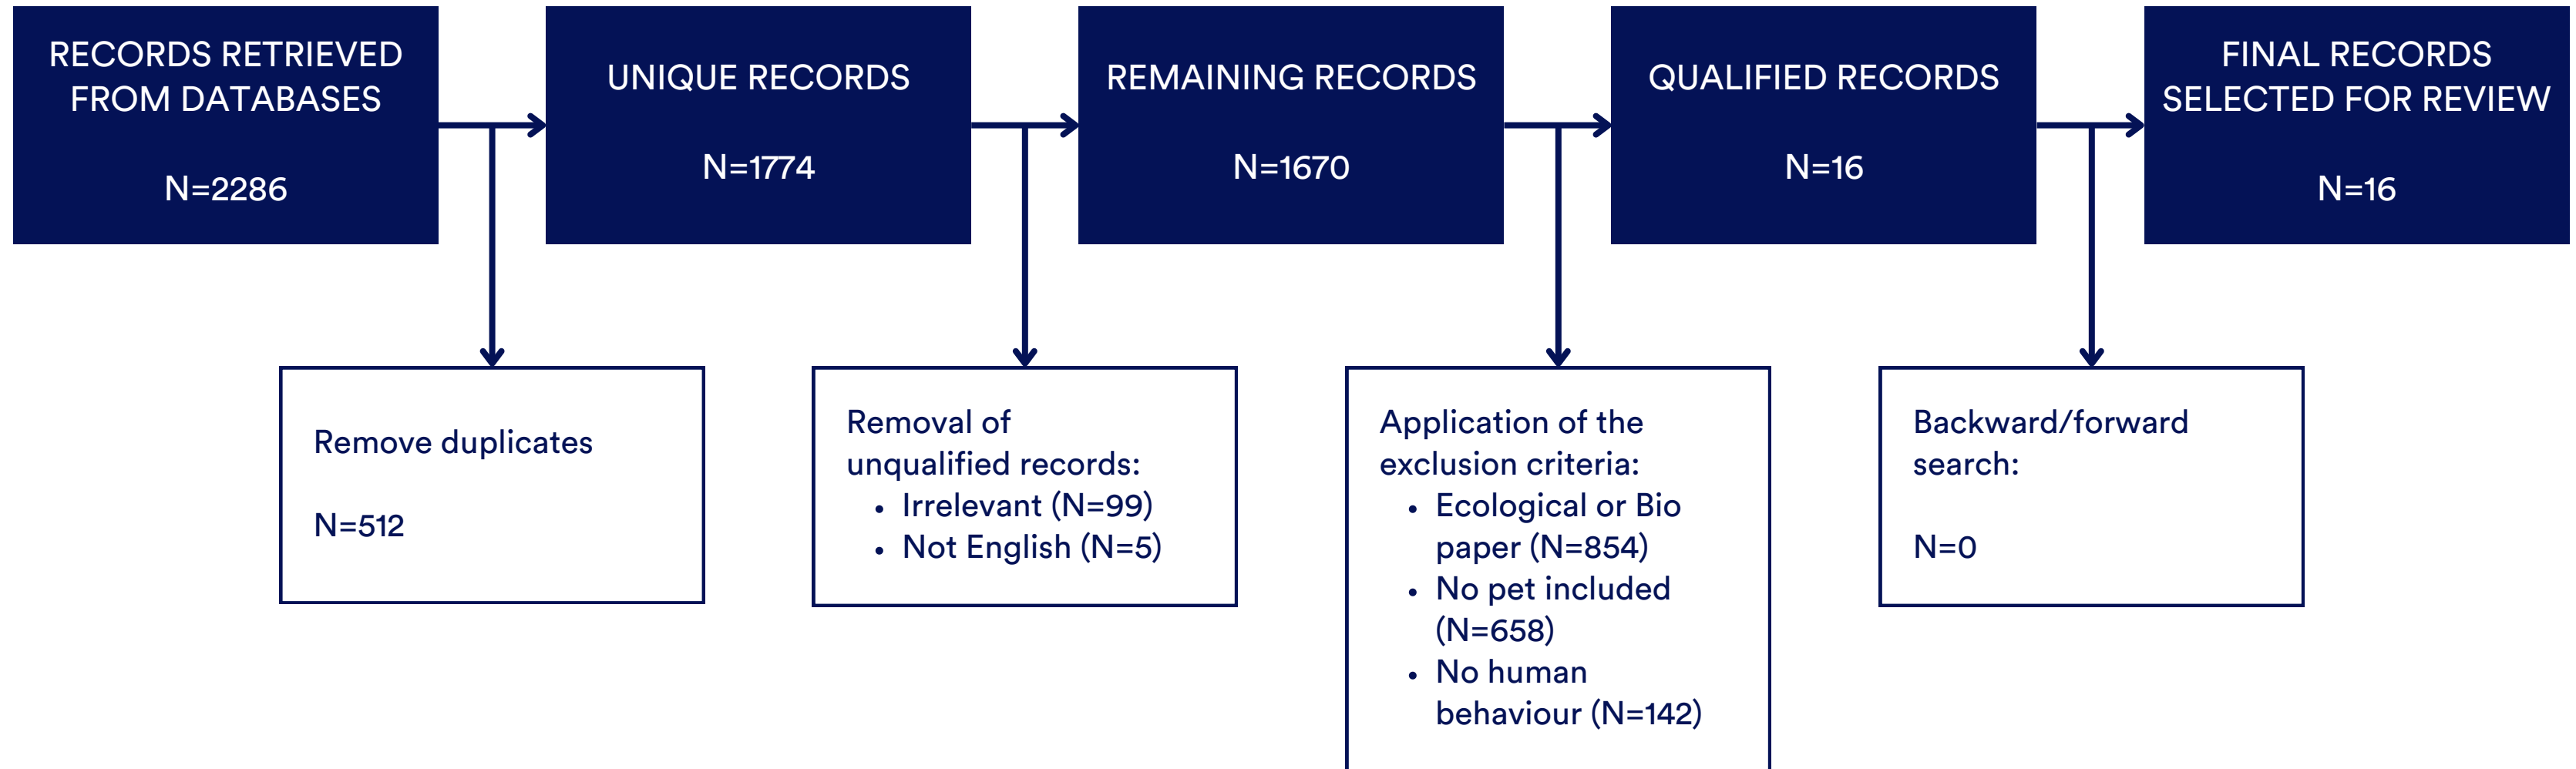 RECORDS RETRIEVED
FROM DATABASES
N=2286
UNIQUE RECORDS
N=1774
REMAINING RECORDS
N=1670
QUALIFIED RECORDS
N=16
FINAL RECORDS
SELECTED FOR REVIEW
N=16
Remove duplicates
N=512
Removal of
unqualified records:
• Irrelevant (N=99)
• Not English (N=5)
Application of the
exclusion criteria:
• Ecological or Bio
paper (N=854)
• No pet included
(N=658)
• No human
behaviour (N=142)
Backward/forward
search:
N=0